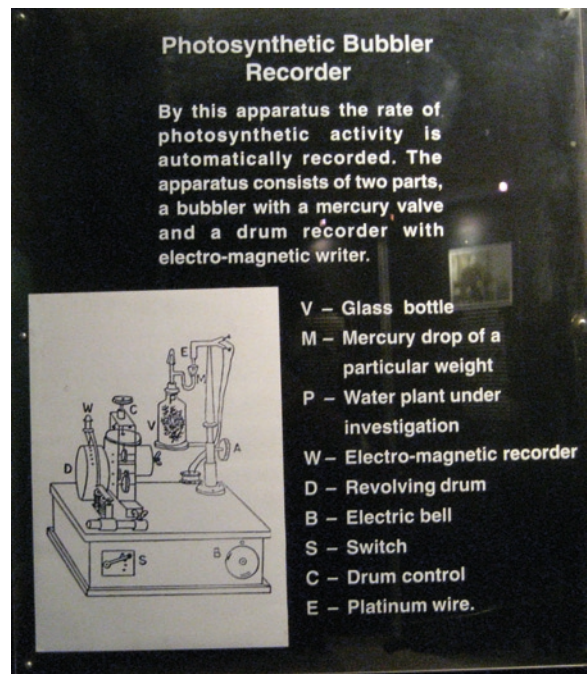 Photosynthetic Bubbler
Recorder
By this apparatus the rate of
photosynthetic activity is
automatically recorded. The
apparatus consists of two parts,
a bubbler with a mercury valve
and a drum recorder with
electro-magnetic writer.
V – Glass bottle
M – Mercury drop of a
particular weight
P – Water plant under
investigation
W – Electro-magnetic recorder
D – Revolving drum
B – Electric bell
S – Switch
C – Drum control
E – Platinum wire.
E
M
C
W
P
V
A
D
S
B